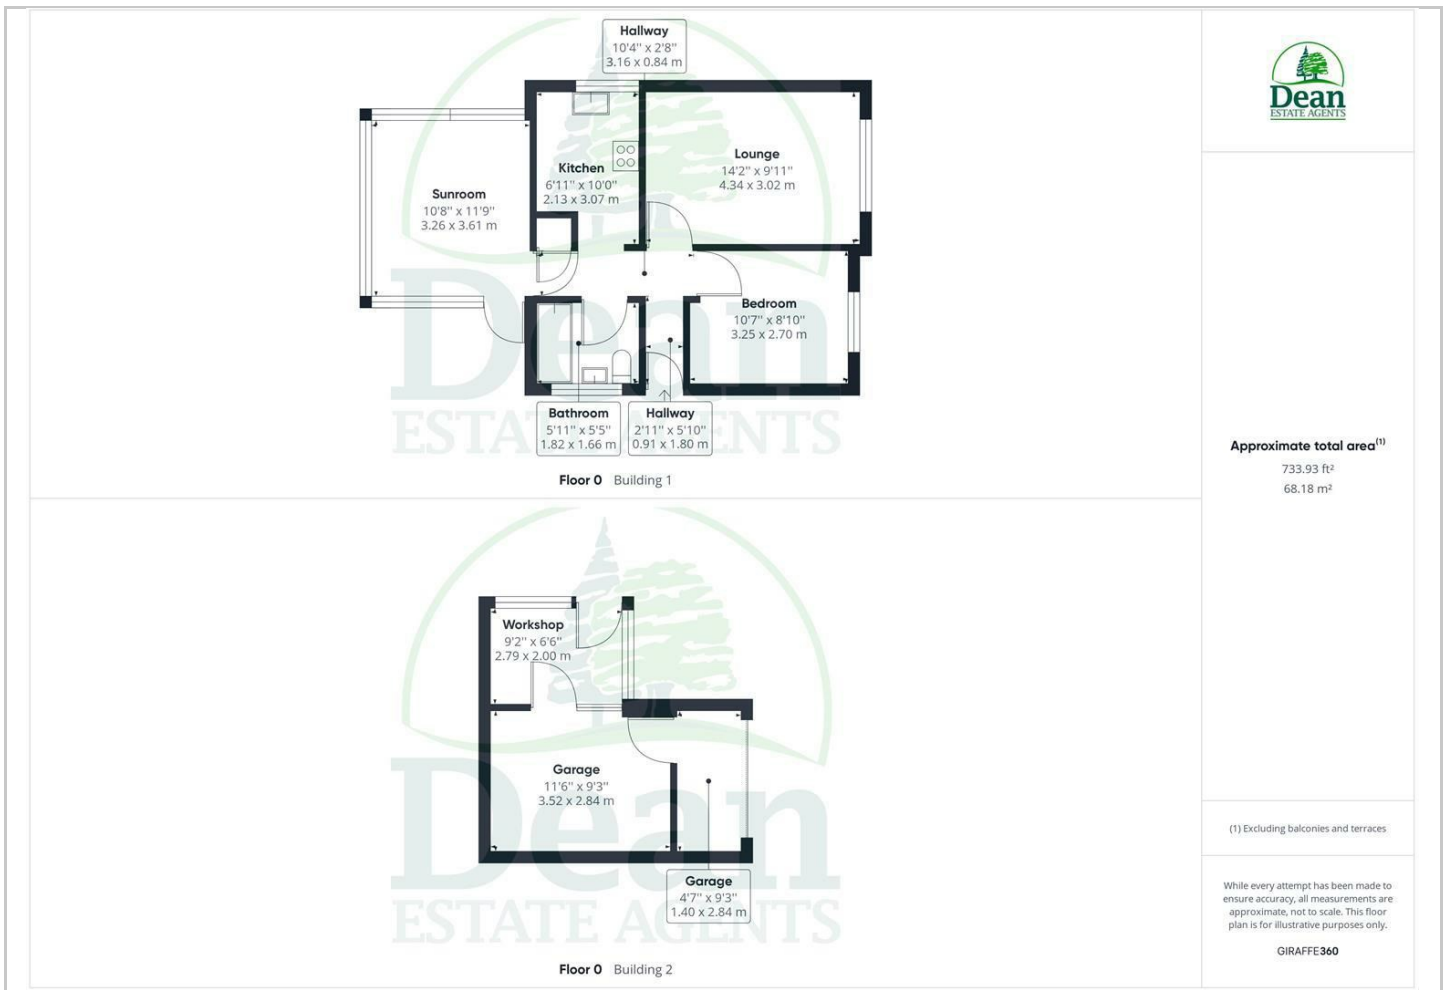 Hallway
10'4" x 2'8"
3.16 x 0.84 m
Lounge
14'2" x 9'11"
4.34 x 3.02 m
Kitchen
6'11" x 10'0"
2.13 x 3.07 m
Sunroom
10'8" x 11'9"
3.26 x 3.61 m
Bedroom
10'7" x 8'10"
3.25 x 2.70 m
Bathroom
5'11" x 5'5"
1.82 x 1.66 m
Hallway
2'11" x 5'10"
0.91 x 1.80 m
Dean
ESTATE AGENTS
Floor 0 Building 1
Workshop
9'2" x 6'6"
2.79 x 2.00 m
Garage
11'6" x 9'3"
3.52 x 2.84 m
Garage
4'7" x 9'3"
1.40 x 2.84 m
Dean
ESTATE AGENTS
Floor 0 Building 2
Dean
ESTATE AGENTS
Approximate total area(1)
733.93 ft²
68.18 m²
(1) Excluding balconies and terraces
While every attempt has been made to
ensure accuracy, all measurements are
approximate, not to scale. This floor
plan is for illustrative purposes only.
GIRAFFE360